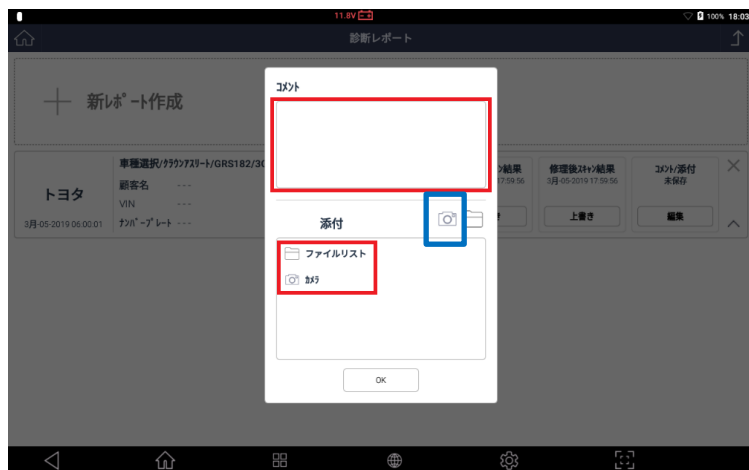 11.8V
100% 18:03
診断レポート
新ﾚﾎﾟｰﾄ作成
コメント
トヨタ
3月-05-2019 06:00:01
車種選択/ｸﾗｳﾝｱｽﾘｰﾄ/GRS182/3G
顧客名 ---
VIN ---
ﾅﾝﾊﾞｰﾌﾟﾚｰﾄ ---
ﾝ結果
17:59:56
修理後ｽｷｬﾝ結果
3月-05-2019 17:59:56
上書き
ｺﾒﾝﾄ/添付
未保存
編集
添付
ファイルリスト
ｶﾒﾗ
OK